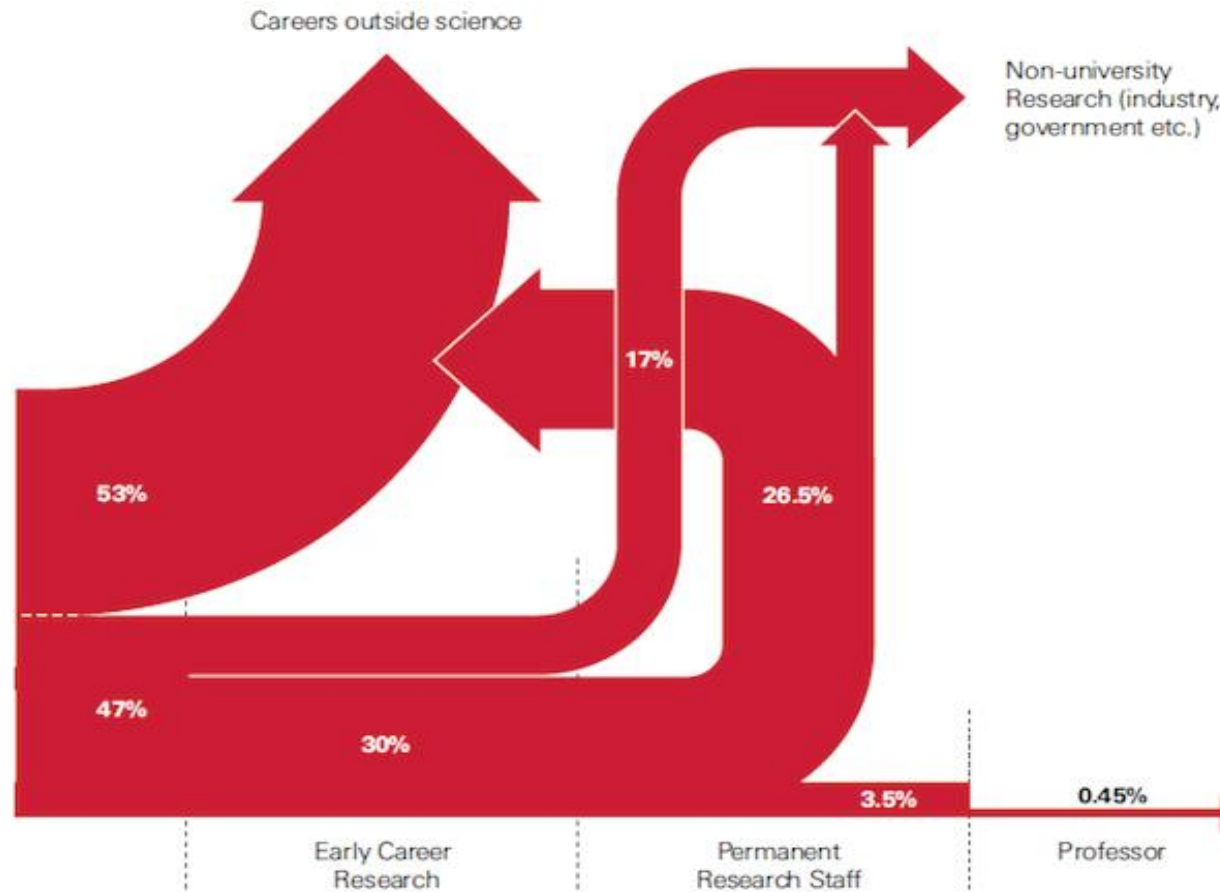 Careers outside science
Non-university
Research (industry,
government etc.)
17%
53%
26.5%
47%
30%
3.5%
0.45%
Early Career
Research
Permanent
Research Staff
Professor